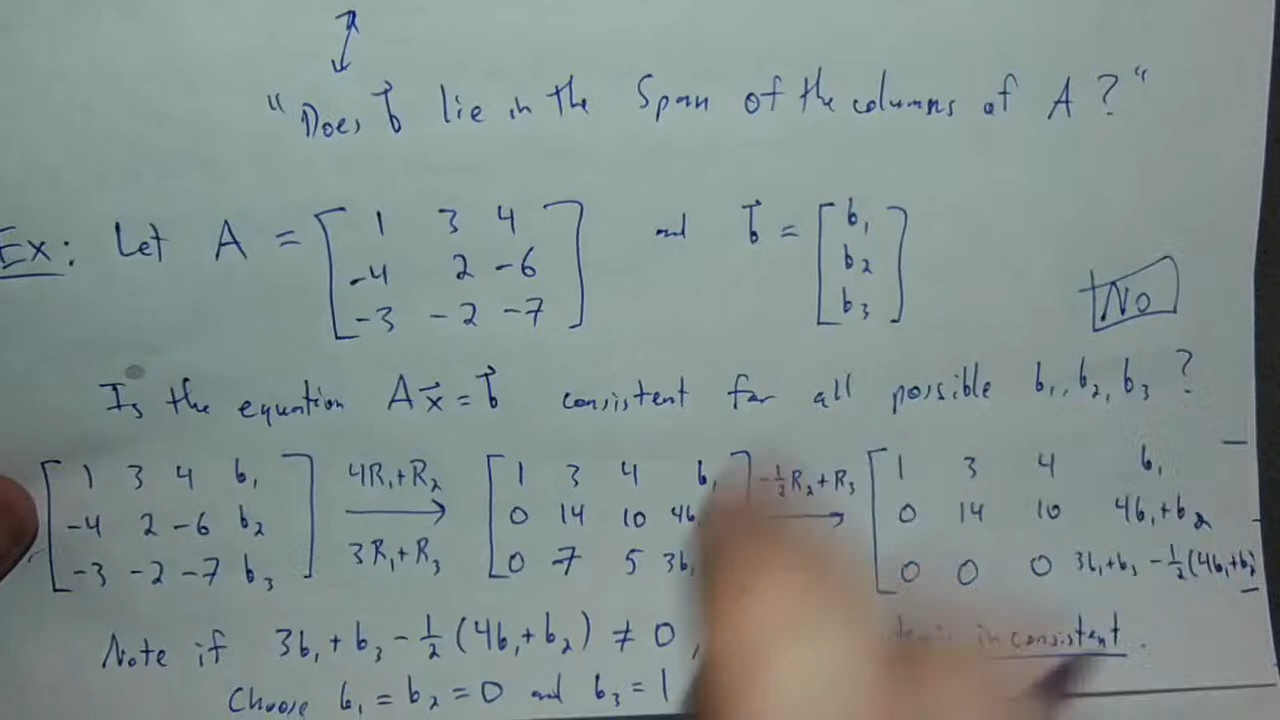 "Does b⃗ lie in the Span of the columns of A?"
Ex: Let A = [1 3 4; -4 2 -6; -3 -2 -7] and b⃗ = [b₁; b₂; b₃]
NO
Is the equation Ax⃗ = b⃗ consistent for all possible b₁, b₂, b₃?
[1 3 4 b₁] 4R₁+R₂ [1 3 4 b₁] -½R₂+R₃ [1 3 4 b₁
-4 2 -6 b₂ → 0 14 10 4b₁ → 0 14 10 4b₁+b₂
-3 -2 -7 b₃ 3R₁+R₃ 0 7 5 3b₁ 0 0 0 3b₁+b₃ -½(4b₁+b₂)
Note if 3b₁+b₃ -½(4b₁+b₂) ≠ 0, inconsistent.
Choose b₁ = b₂ = 0 and b₃ = 1